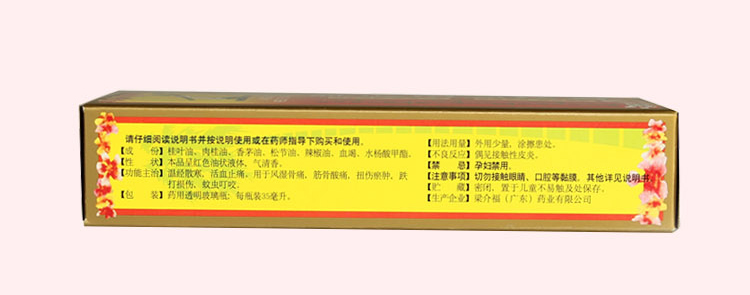 请仔细阅读说明书并按说明使用或在药师指导下购买和使用。
【成 份】桂叶油、肉桂油、香茅油、松节油、辣椒油、血竭、水杨酸甲酯。
【性 状】本品呈红色油状液体，气清香。
【功能主治】温经散寒，活血止痛。用于风湿骨痛，筋骨酸痛，扭伤瘀肿，跌
打损伤，蚊虫叮咬。
【包 装】药用透明玻璃瓶；每瓶装35毫升。
【用法用量】外用少量，涂擦患处。
【不良反应】偶见接触性皮炎。
【禁 忌】孕妇禁用。
【注意事项】切勿接触眼睛、口腔等黏膜。其他详见说明书。
【贮 藏】密闭，置于儿童不易触及处保存。
【生产企业】梁介福（广东）药业有限公司